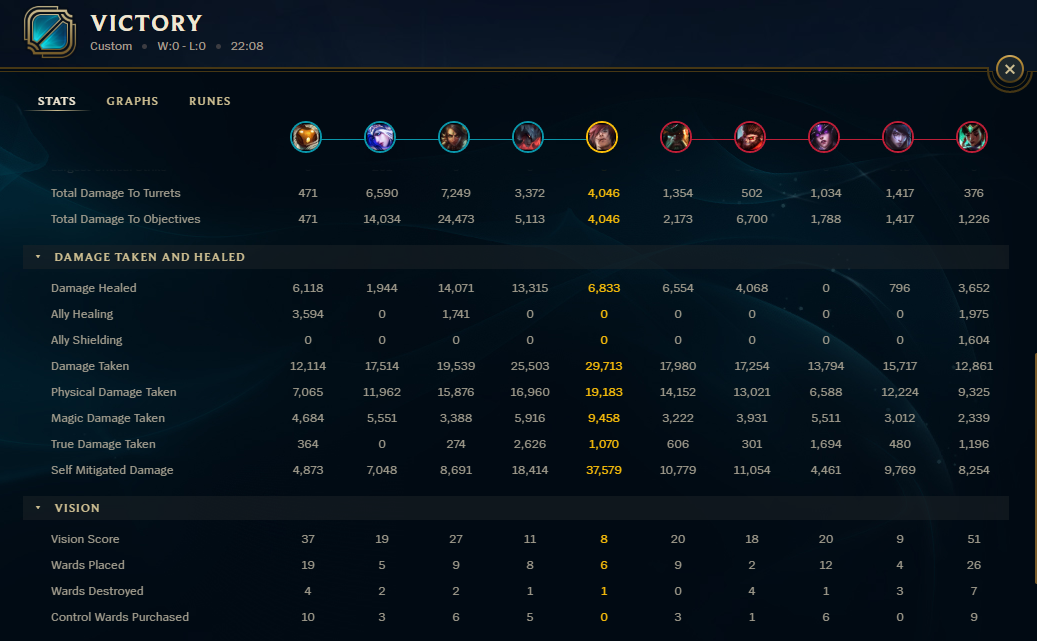 VICTORY
Custom • W:0 - L:0 • 22:08
STATS GRAPHS RUNES
Total Damage To Turrets 471 6,590 7,249 3,372 4,046 1,354 502 1,034 1,417 376
Total Damage To Objectives 471 14,034 24,473 5,113 4,046 2,173 6,700 1,788 1,417 1,226
DAMAGE TAKEN AND HEALED
Damage Healed 6,118 1,944 14,071 13,315 6,833 6,554 4,068 0 796 3,652
Ally Healing 3,594 0 1,741 0 0 0 0 0 0 1,975
Ally Shielding 0 0 0 0 0 0 0 0 0 1,604
Damage Taken 12,114 17,514 19,539 25,503 29,713 17,980 17,254 13,794 15,717 12,861
Physical Damage Taken 7,065 11,962 15,876 16,960 19,183 14,152 13,021 6,588 12,224 9,325
Magic Damage Taken 4,684 5,551 3,388 5,916 9,458 3,222 3,931 5,511 3,012 2,339
True Damage Taken 364 0 274 2,626 1,070 606 301 1,694 480 1,196
Self Mitigated Damage 4,873 7,048 8,691 18,414 37,579 10,779 11,054 4,461 9,769 8,254
VISION
Vision Score 37 19 27 11 8 20 18 20 9 51
Wards Placed 19 5 9 8 6 9 2 12 4 26
Wards Destroyed 4 2 2 1 1 0 4 1 3 7
Control Wards Purchased 10 3 6 5 0 3 1 6 0 9